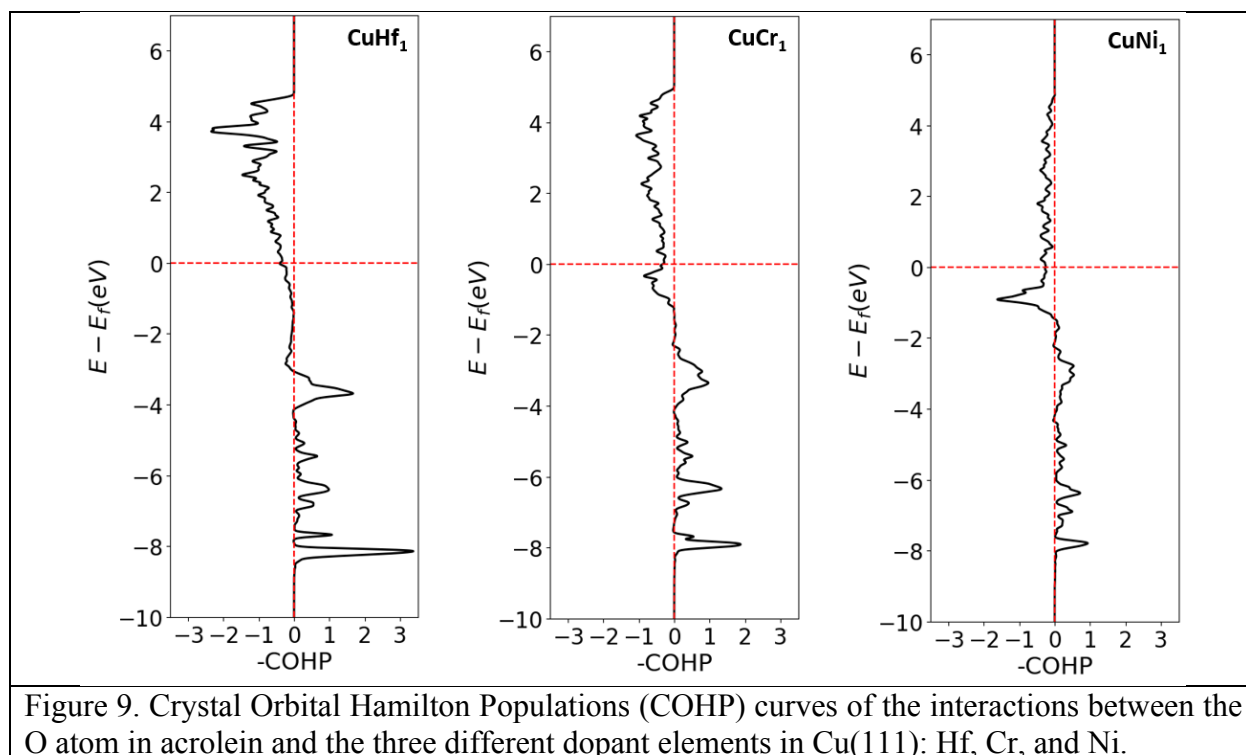 CuHf₁
6
4
2
0
−2
−4
−6
−8
−10
E − E_f(eV)
−3 −2 −1 0 1 2 3
-COHP
CuCr₁
6
4
2
0
−2
−4
−6
−8
−10
E − E_f(eV)
−3 −2 −1 0 1 2 3
-COHP
CuNi₁
6
4
2
0
−2
−4
−6
−8
−10
E − E_f(eV)
−3 −2 −1 0 1 2 3
-COHP
Figure 9. Crystal Orbital Hamilton Populations (COHP) curves of the interactions between the
O atom in acrolein and the three different dopant elements in Cu(111): Hf, Cr, and Ni.